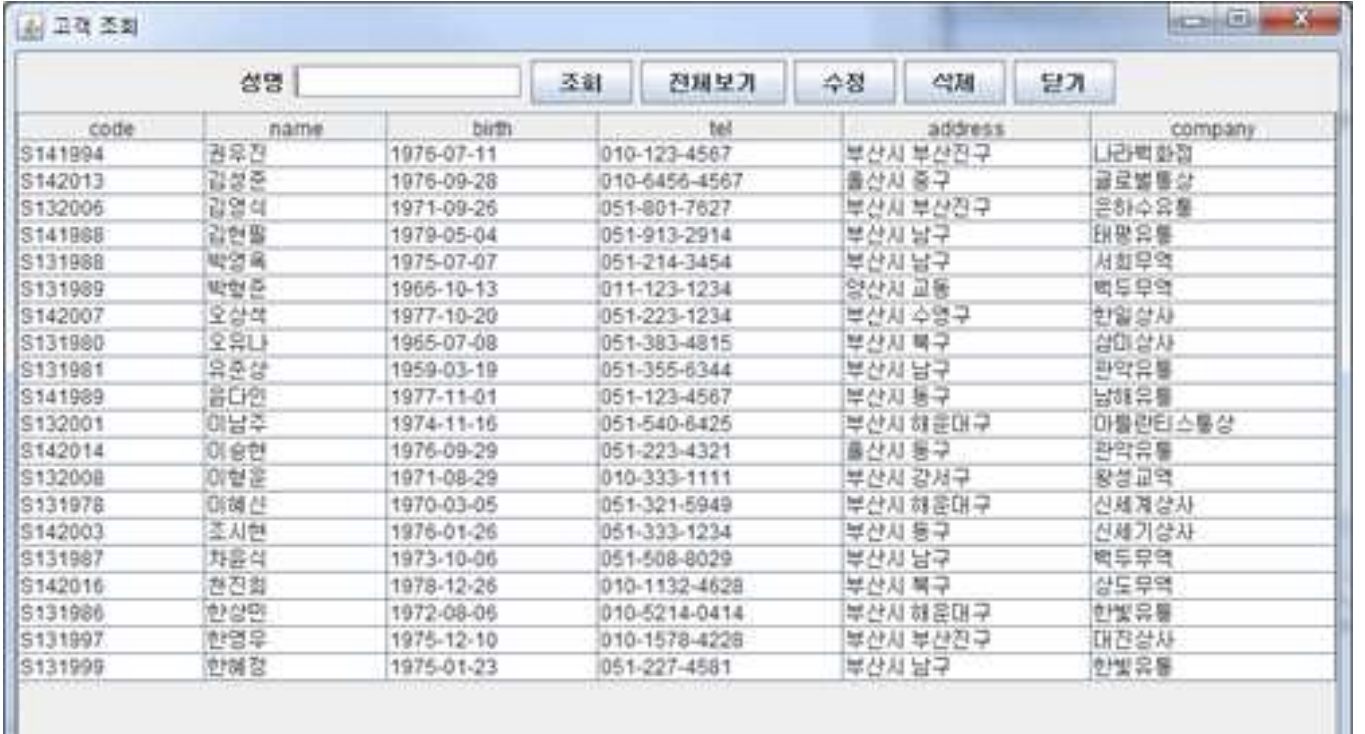 고객 조회
성명 조회 전체보기 수정 삭제 닫기
code name birth tel address company
S141994 권우진 1976-07-11 010-123-4567 부산시 부산진구 나라백화점
S142013 김성준 1976-09-28 010-6456-4567 울산시 중구 글로벌통상
S132006 김영식 1971-09-26 051-801-7627 부산시 부산진구 은하수유통
S141988 김현필 1979-05-04 051-913-2914 부산시 남구 태평유통
S131988 박영옥 1975-07-07 051-214-3454 부산시 남구 서희무역
S131989 박형준 1966-10-13 011-123-1234 양산시 교동 백두무역
S142007 오상석 1977-10-20 051-223-1234 부산시 수영구 한일상사
S131980 오유나 1965-07-08 051-383-4815 부산시 북구 삼미상사
S131981 유준상 1959-03-19 051-355-6344 부산시 남구 관악유통
S141989 음다인 1977-11-01 051-123-4567 부산시 동구 남해유통
S132001 이남주 1974-11-16 051-540-6425 부산시 해운대구 아틀란티스통상
S142014 이승현 1976-09-29 051-223-4321 울산시 동구 관악유통
S132008 이형운 1971-08-29 010-333-1111 부산시 강서구 왕성교역
S131978 이혜신 1970-03-05 051-321-5949 부산시 해운대구 신세계상사
S142003 조시현 1976-01-26 051-333-1234 부산시 동구 신세기상사
S131987 차윤식 1973-10-06 051-508-8029 부산시 남구 백두무역
S142016 천진희 1978-12-26 010-1132-4628 부산시 북구 상도무역
S131986 한상민 1972-08-06 010-5214-0414 부산시 해운대구 한빛유통
S131997 한영우 1975-12-10 010-1578-4228 부산시 부산진구 대진상사
S131999 한혜정 1975-01-23 051-227-4581 부산시 남구 한빛유통